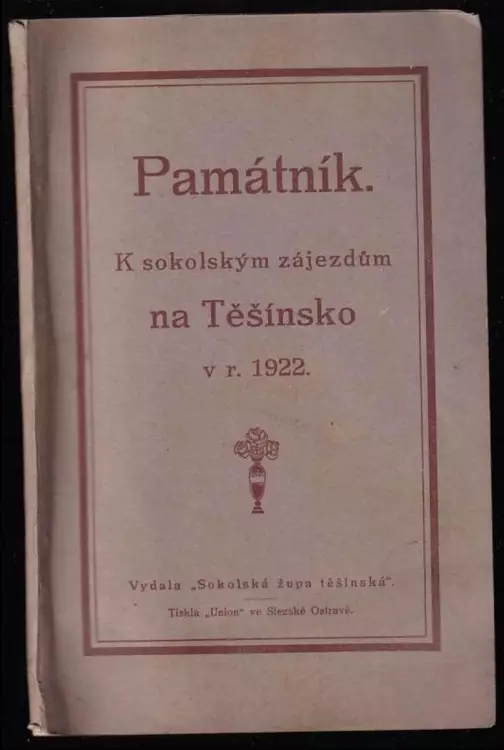 Památník.
K sokolským zájezdům
na Těšínsko
v r. 1922.
Vydala „Sokolská župa těšínská".
Tiskla „Union" ve Slezské Ostravě.